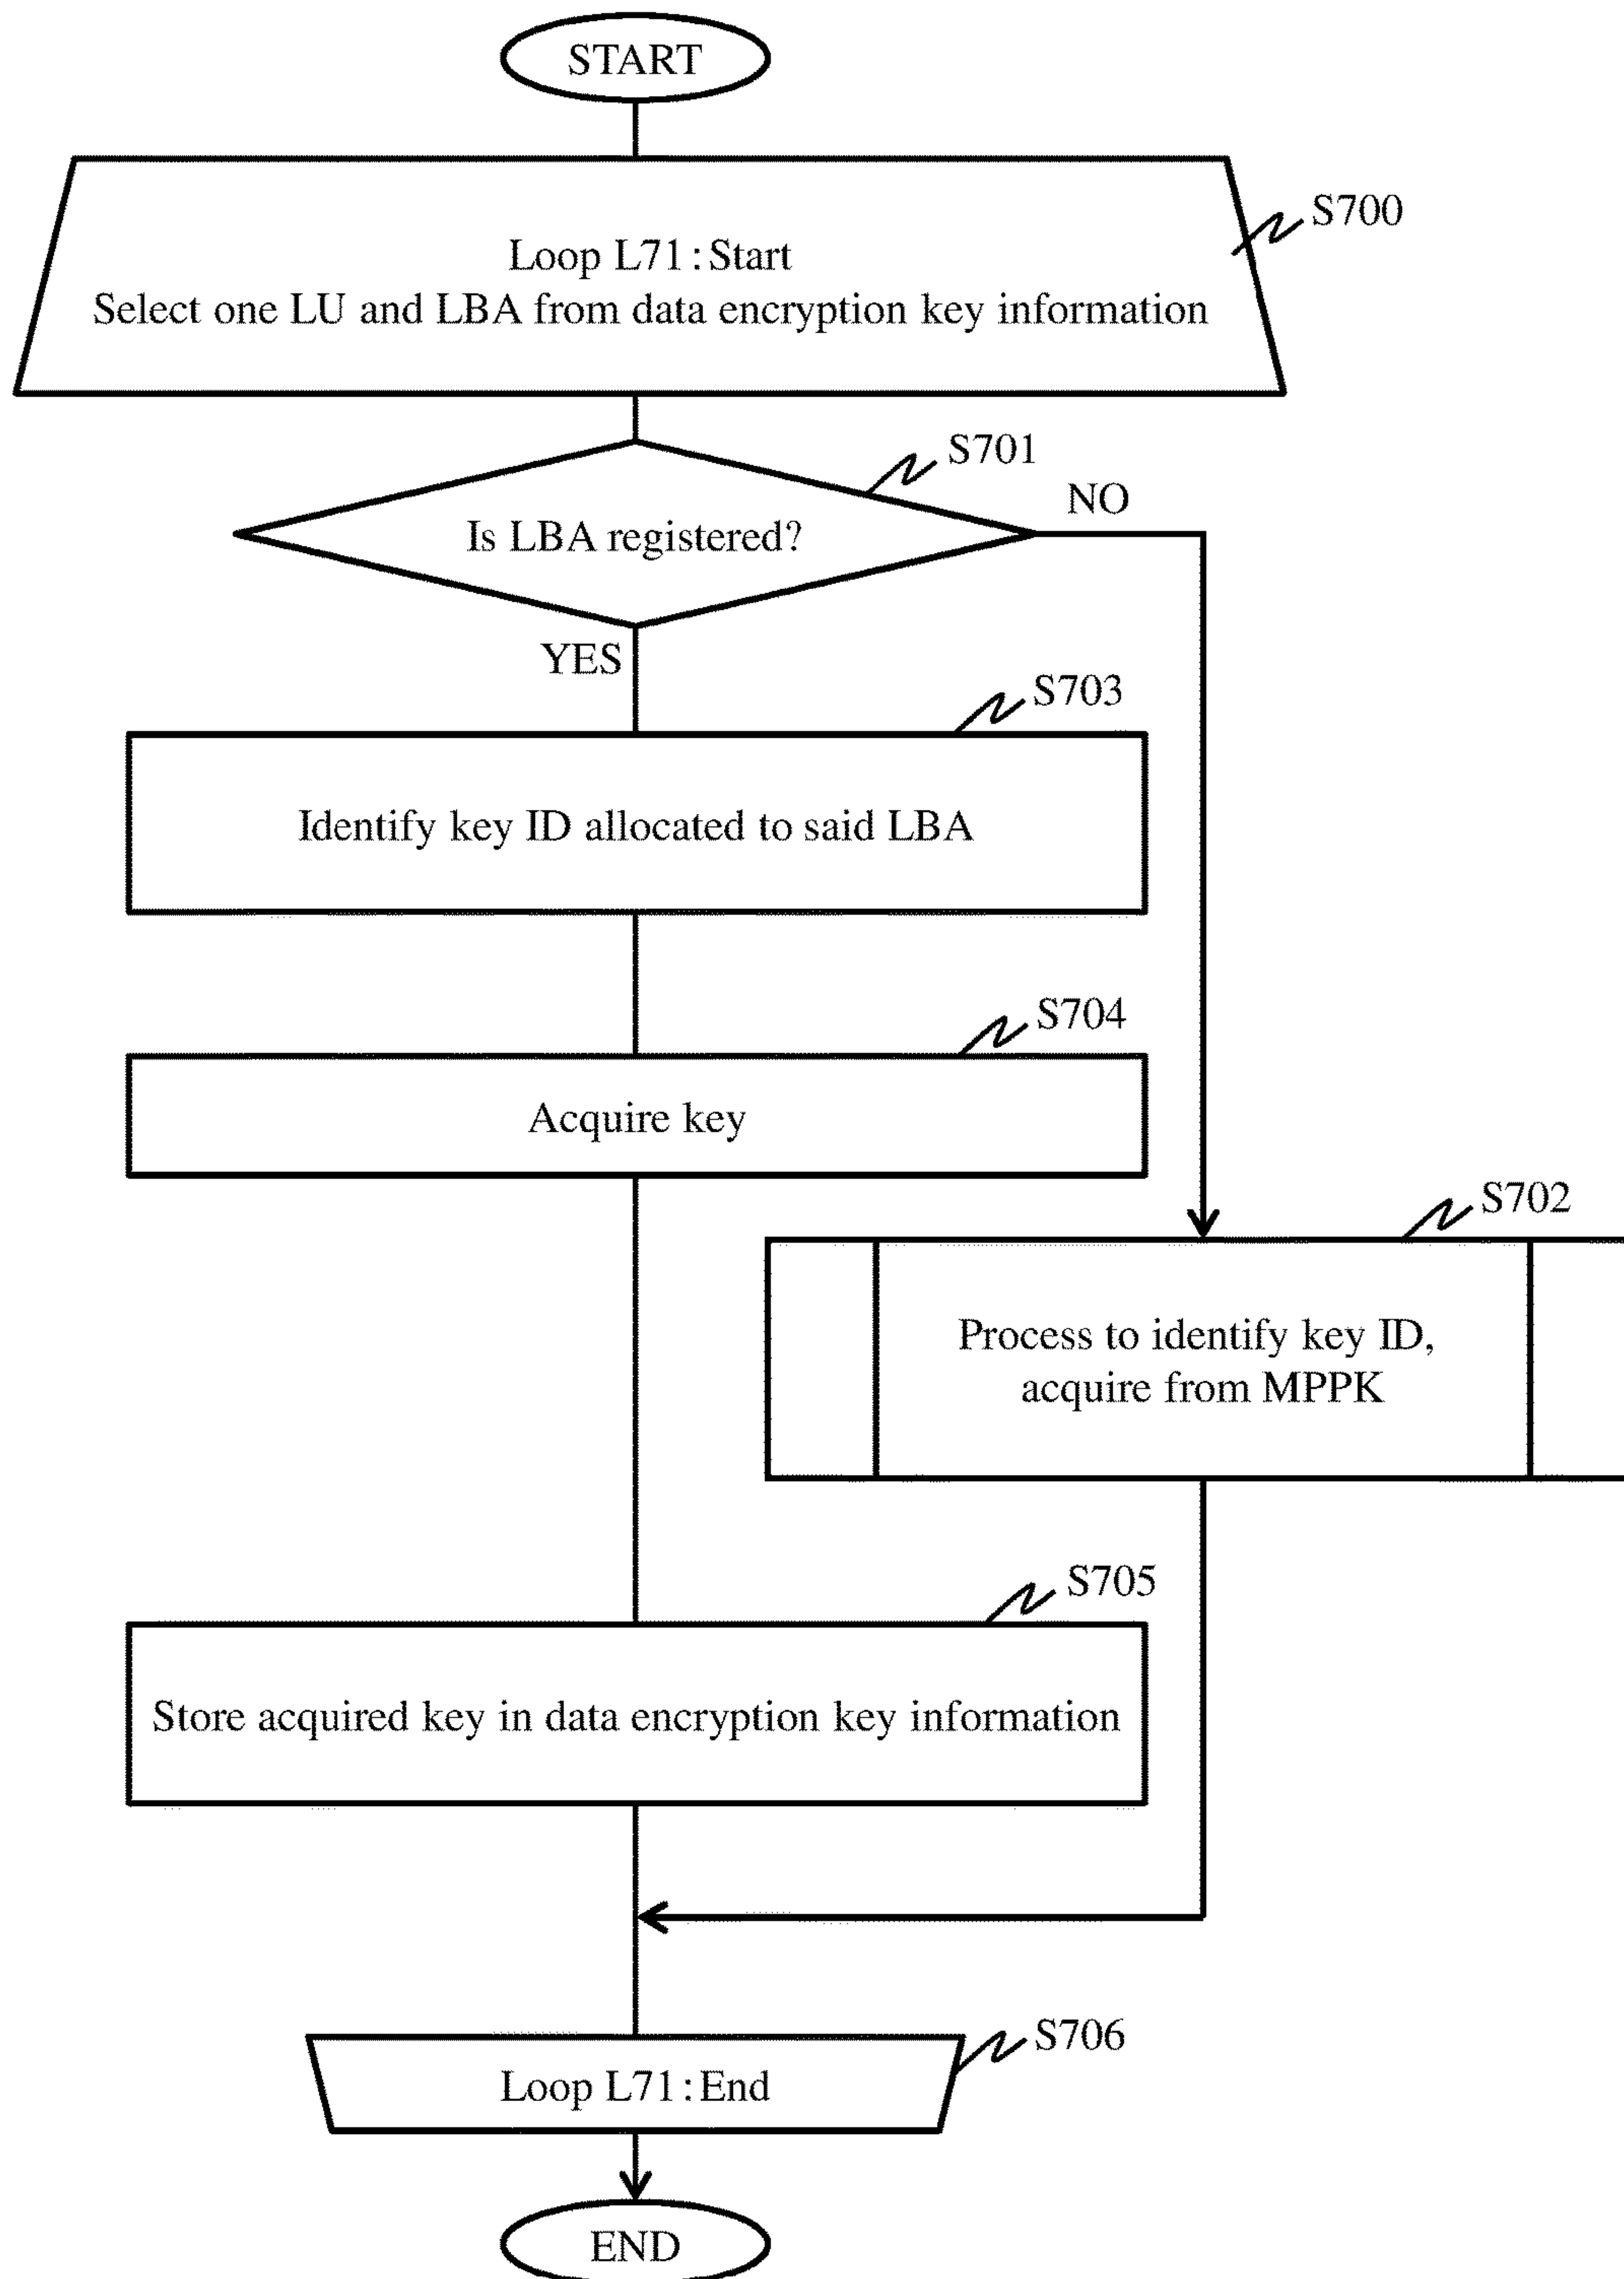 START
S700
Loop L71:Start
Select one LU and LBA from data encryption key information
S701
NO
Is LBA registered?
YES
S703
Identify key ID allocated to said LBA
S704
Acquire key
S702
Process to identify key ID,
acquire from MPPK
S705
Store acquired key in data encryption key information
S706
Loop L71:End
END